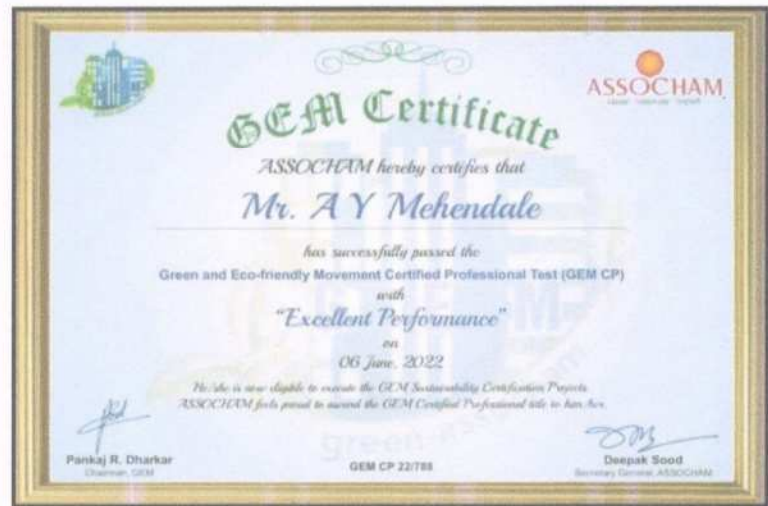 ASSOCHAM
GEM Certificate
ASSOCHAM hereby certifies that
Mr. A Y Mehendale
has successfully passed the
Green and Eco-friendly Movement Certified Professional Test (GEM CP)
with
"Excellent Performance"
on
06 June, 2022
He/she is now eligible to execute the GEM Sustainability Certification Projects.
ASSOCHAM feels proud to award the GEM Certified Professional title to him/her.
Pankaj R. Dharkar
Chairman, GEM
GEM CP 22/788
Deepak Sood
Secretary General, ASSOCHAM